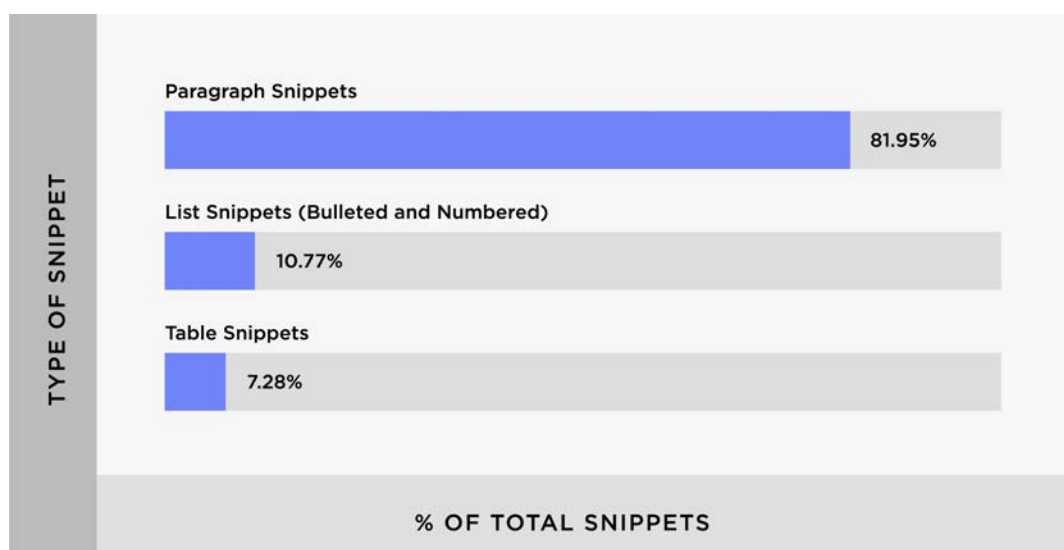 TYPE OF SNIPPET
Paragraph Snippets
81.95%
List Snippets (Bulleted and Numbered)
10.77%
Table Snippets
7.28%
% OF TOTAL SNIPPETS